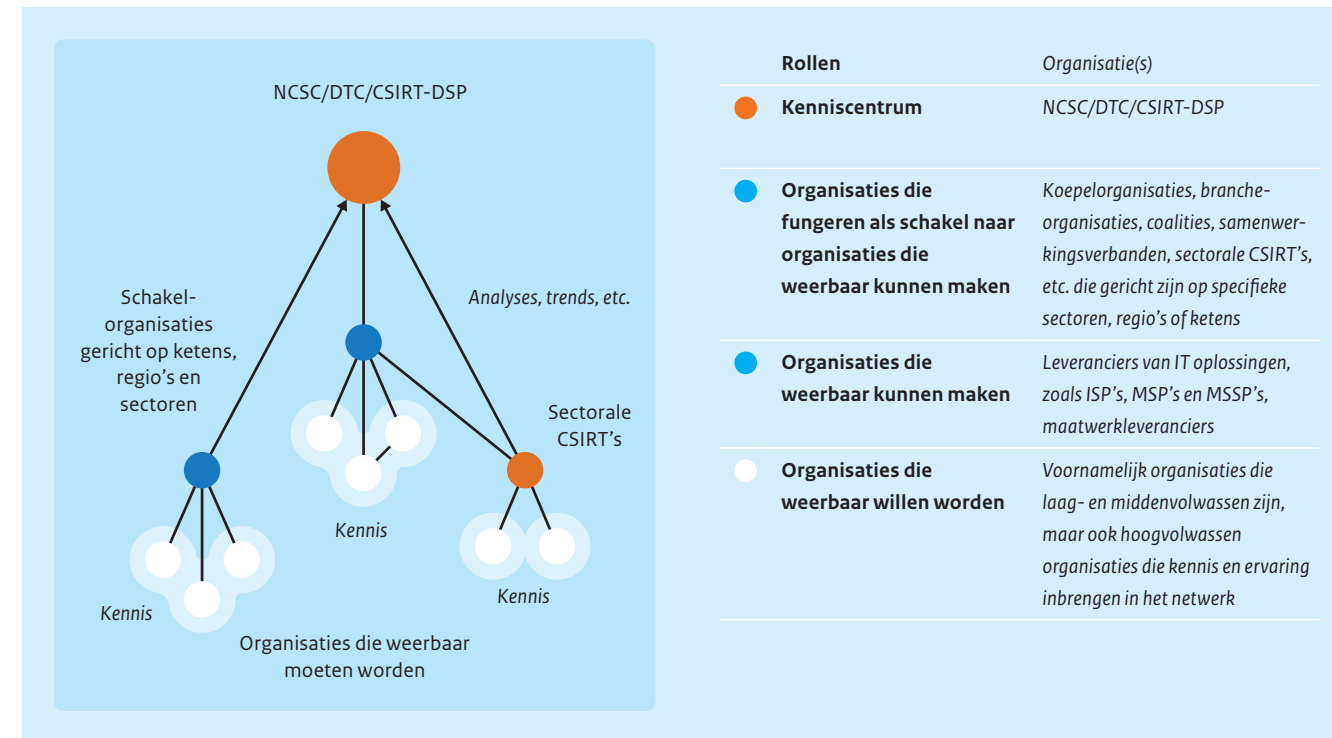 NCSC/DTC/CSIRT-DSP
Schakel-
organisaties
gericht op ketens,
regio's en
sectoren
Analyses, trends, etc.
Sectorale
CSIRT's
Kennis
Kennis
Kennis
Organisaties die weerbaar
moeten worden
Rollen
Organisatie(s)
Kenniscentrum
NCSC/DTC/CSIRT-DSP
Organisaties die
fungeren als schakel naar
organisaties die
weerbaar kunnen maken
Koepelorganisaties, branche-
organisaties, coalities, samenwer-
kingsverbanden, sectorale CSIRT's,
etc. die gericht zijn op specifieke
sectoren, regio's of ketens
Organisaties die
weerbaar kunnen maken
Leveranciers van IT oplossingen,
zoals ISP's, MSP's en MSSP's,
maatwerkleveranciers
Organisaties die
weerbaar willen worden
Voornamelijk organisaties die
laag- en middenvolwassen zijn,
maar ook hoogvolwassen
organisaties die kennis en ervaring
inbrengen in het netwerk